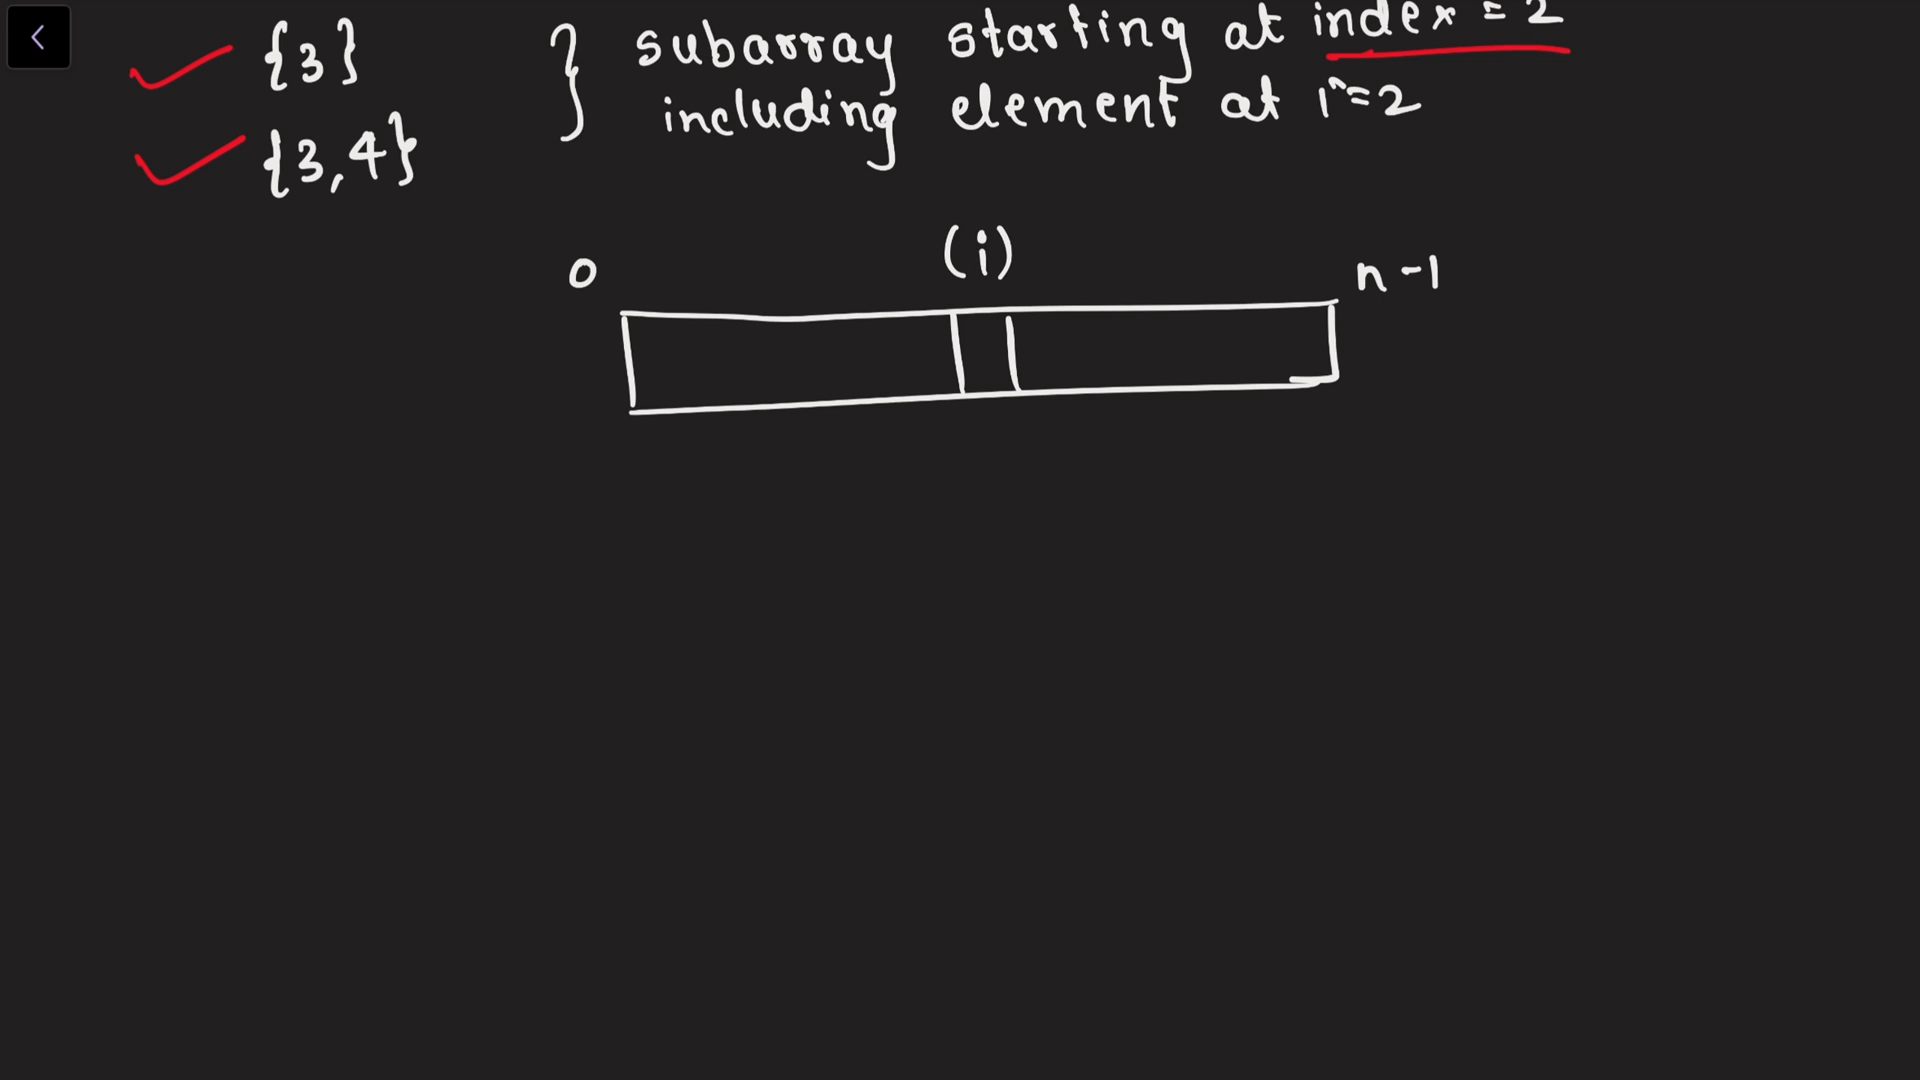 {3} } subarray starting at index = 2
including element at i=2
{3,4}
(i)
0 n-1